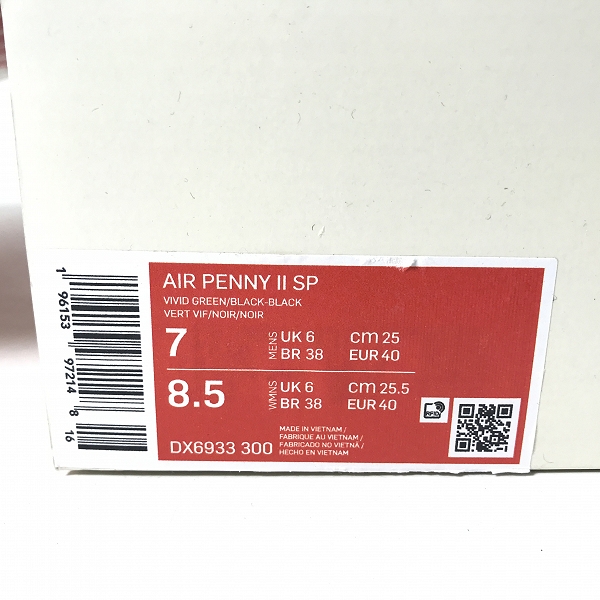 AIR PENNY II SP
VIVID GREEN/BLACK-BLACK
VERT VIF/NOIR/NOIR
7 MENS UK 6 cm 25
BR 38 EUR 40
8.5 WMNS UK 6 cm 25.5
BR 38 EUR 40
DX6933 300
MADE IN VIETNAM /
FABRIQUE AU VIETNAM /
FABRICADO NO VIETNÃ /
HECHO EN VIETNAM
RFID
1 96153 97214 8 16